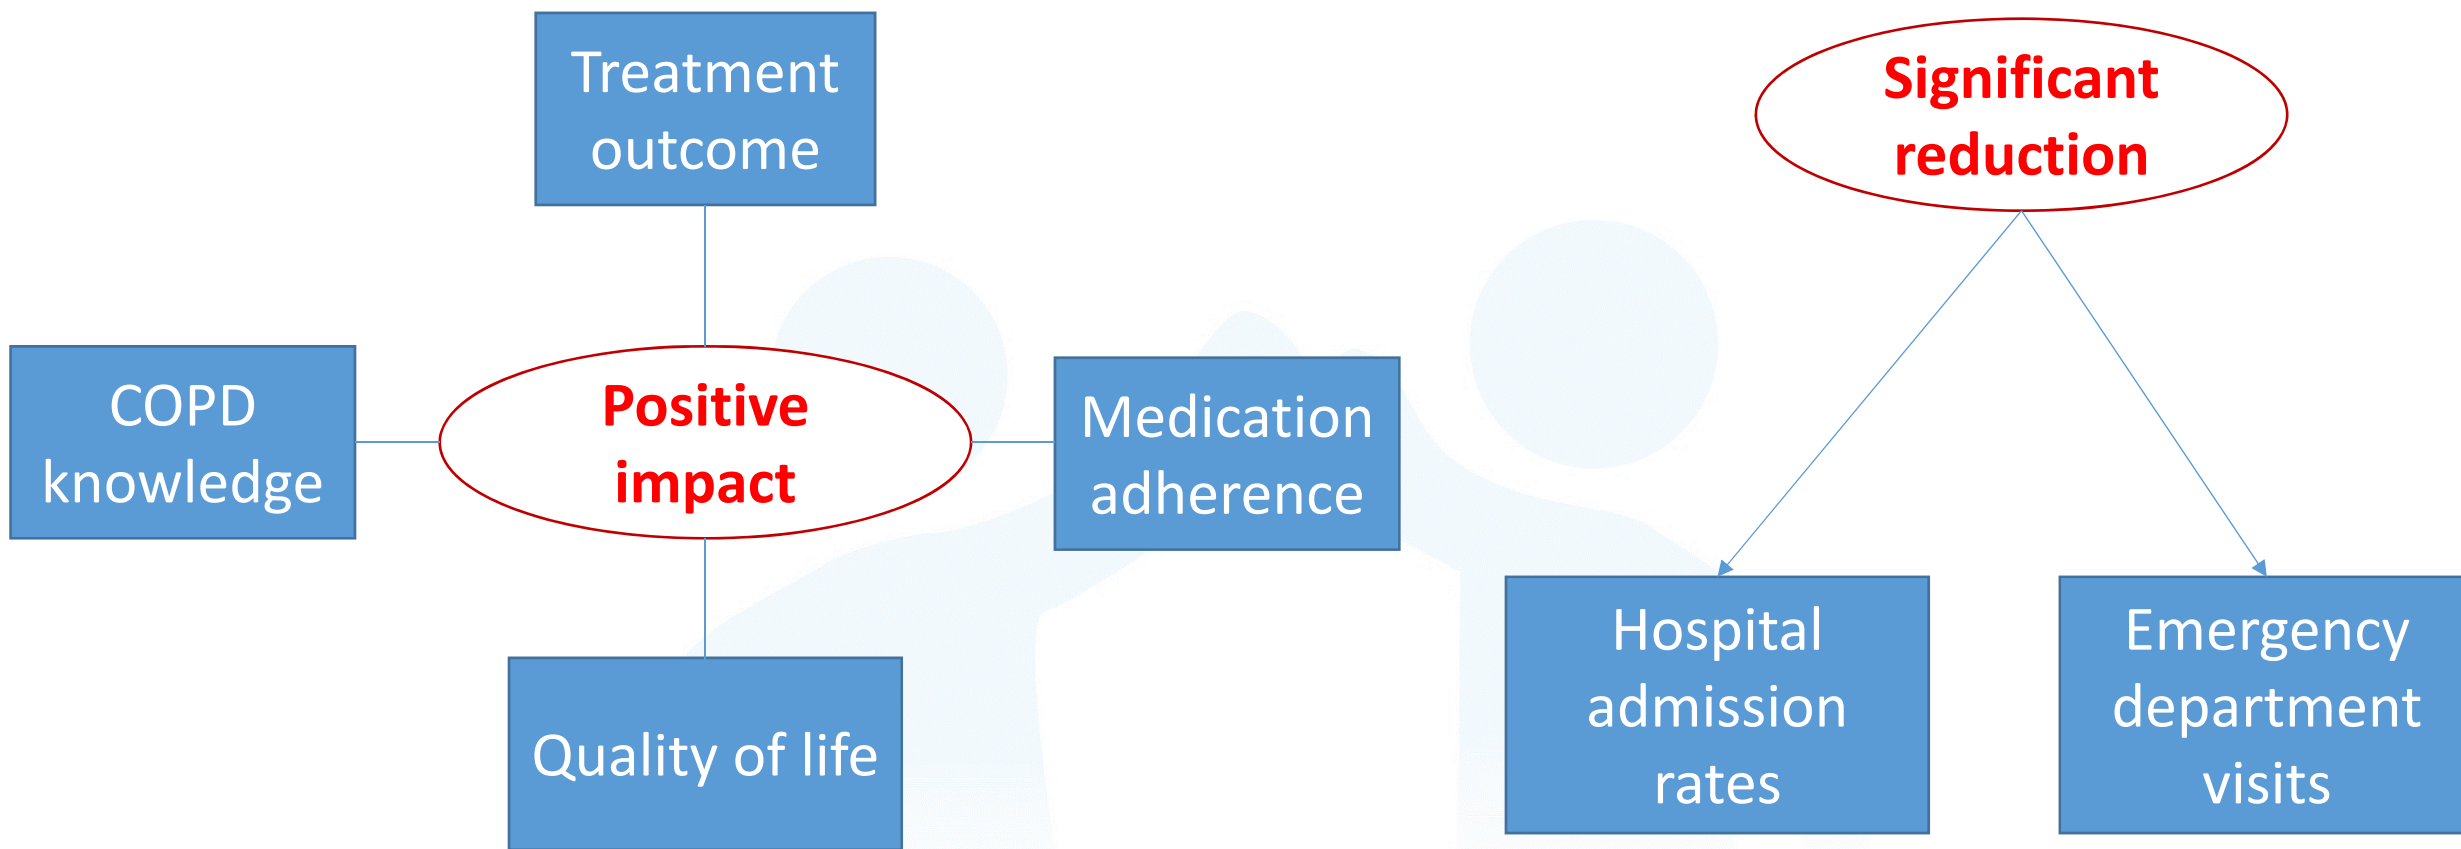 Treatment
outcome
COPD
knowledge
Positive
impact
Medication
adherence
Quality of life
Significant
reduction
Hospital
admission
rates
Emergency
department
visits